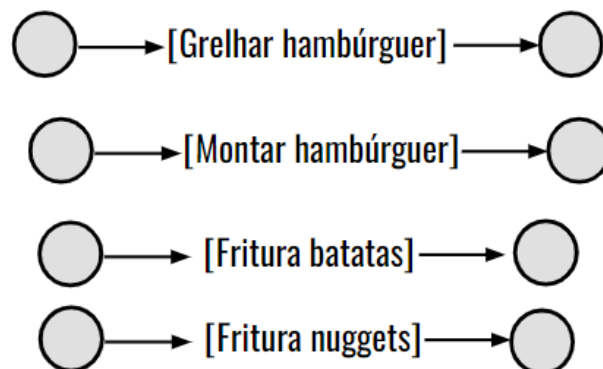 [Grelhar hambúrguer]
[Montar hambúrguer]
[Fritura batatas]
[Fritura nuggets]